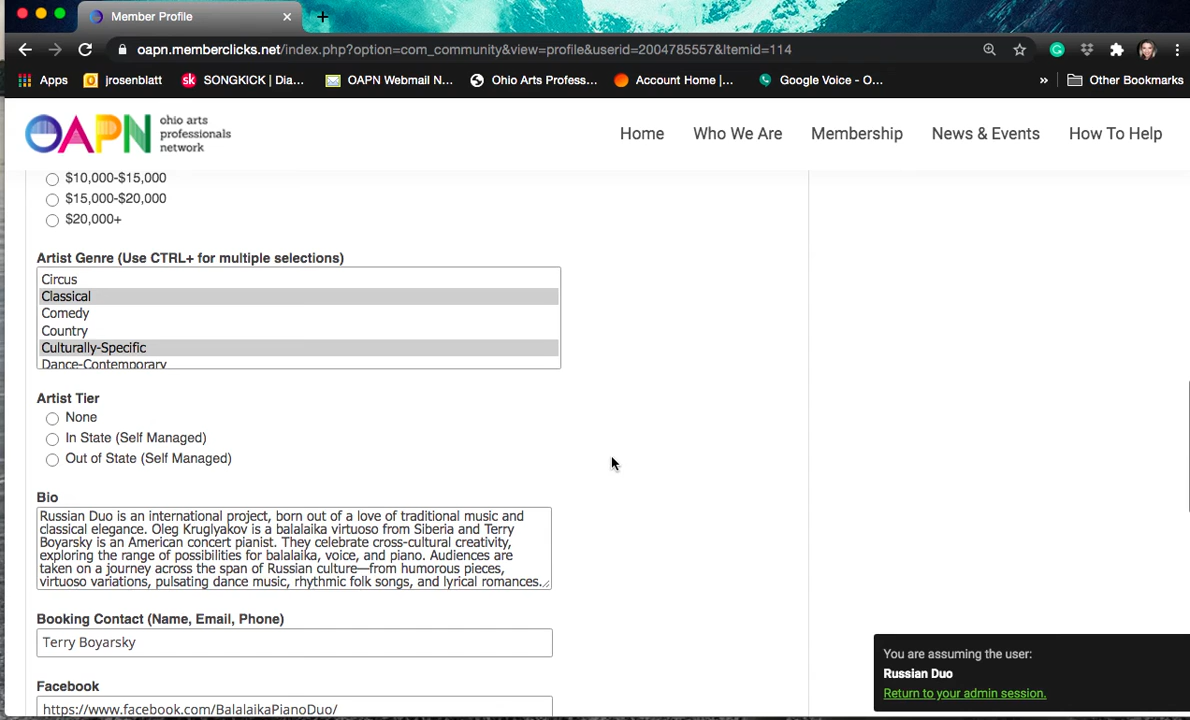 Member Profile
oapn.memberclicks.net/index.php?option=com_community&view=profile&userid=2004785557&Itemid=114
Apps
jrosenblatt
SONGKICK | Dia...
OAPN Webmail N...
Ohio Arts Profess...
Account Home |...
Google Voice - O...
» Other Bookmarks
OAPN ohio arts
professionals
network
Home
Who We Are
Membership
News & Events
How To Help
$10,000-$15,000
$15,000-$20,000
$20,000+
Artist Genre (Use CTRL+ for multiple selections)
Circus
Classical
Comedy
Country
Culturally-Specific
Dance-Contemporary
Artist Tier
None
In State (Self Managed)
Out of State (Self Managed)
Bio
Russian Duo is an international project, born out of a love of traditional music and
classical elegance. Oleg Kruglyakov is a balalaika virtuoso from Siberia and Terry
Boyarsky is an American concert pianist. They celebrate cross-cultural creativity,
exploring the range of possibilities for balalaika, voice, and piano. Audiences are
taken on a journey across the span of Russian culture—from humorous pieces,
virtuoso variations, pulsating dance music, rhythmic folk songs, and lyrical romances.
Booking Contact (Name, Email, Phone)
Terry Boyarsky
Facebook
https://www.facebook.com/BalalaikaPianoDuo/
You are assuming the user:
Russian Duo
Return to your admin session.